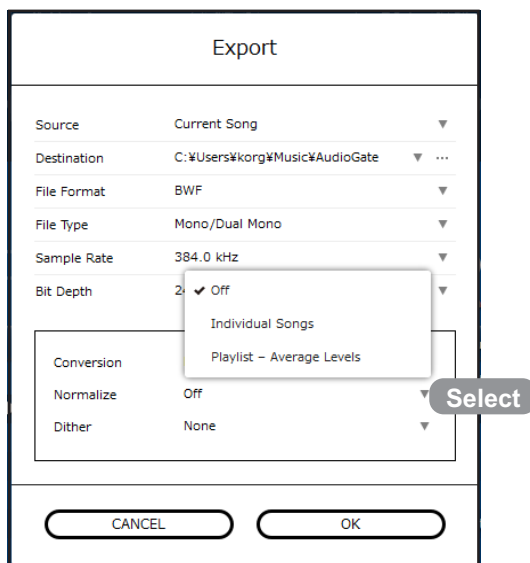 Export
Source Current Song
Destination C:¥Users¥korg¥Music¥AudioGate ...
File Format BWF
File Type Mono/Dual Mono
Sample Rate 384.0 kHz
Bit Depth
✔ Off
Individual Songs
Playlist – Average Levels
Conversion
Normalize Off
Select
Dither None
CANCEL OK